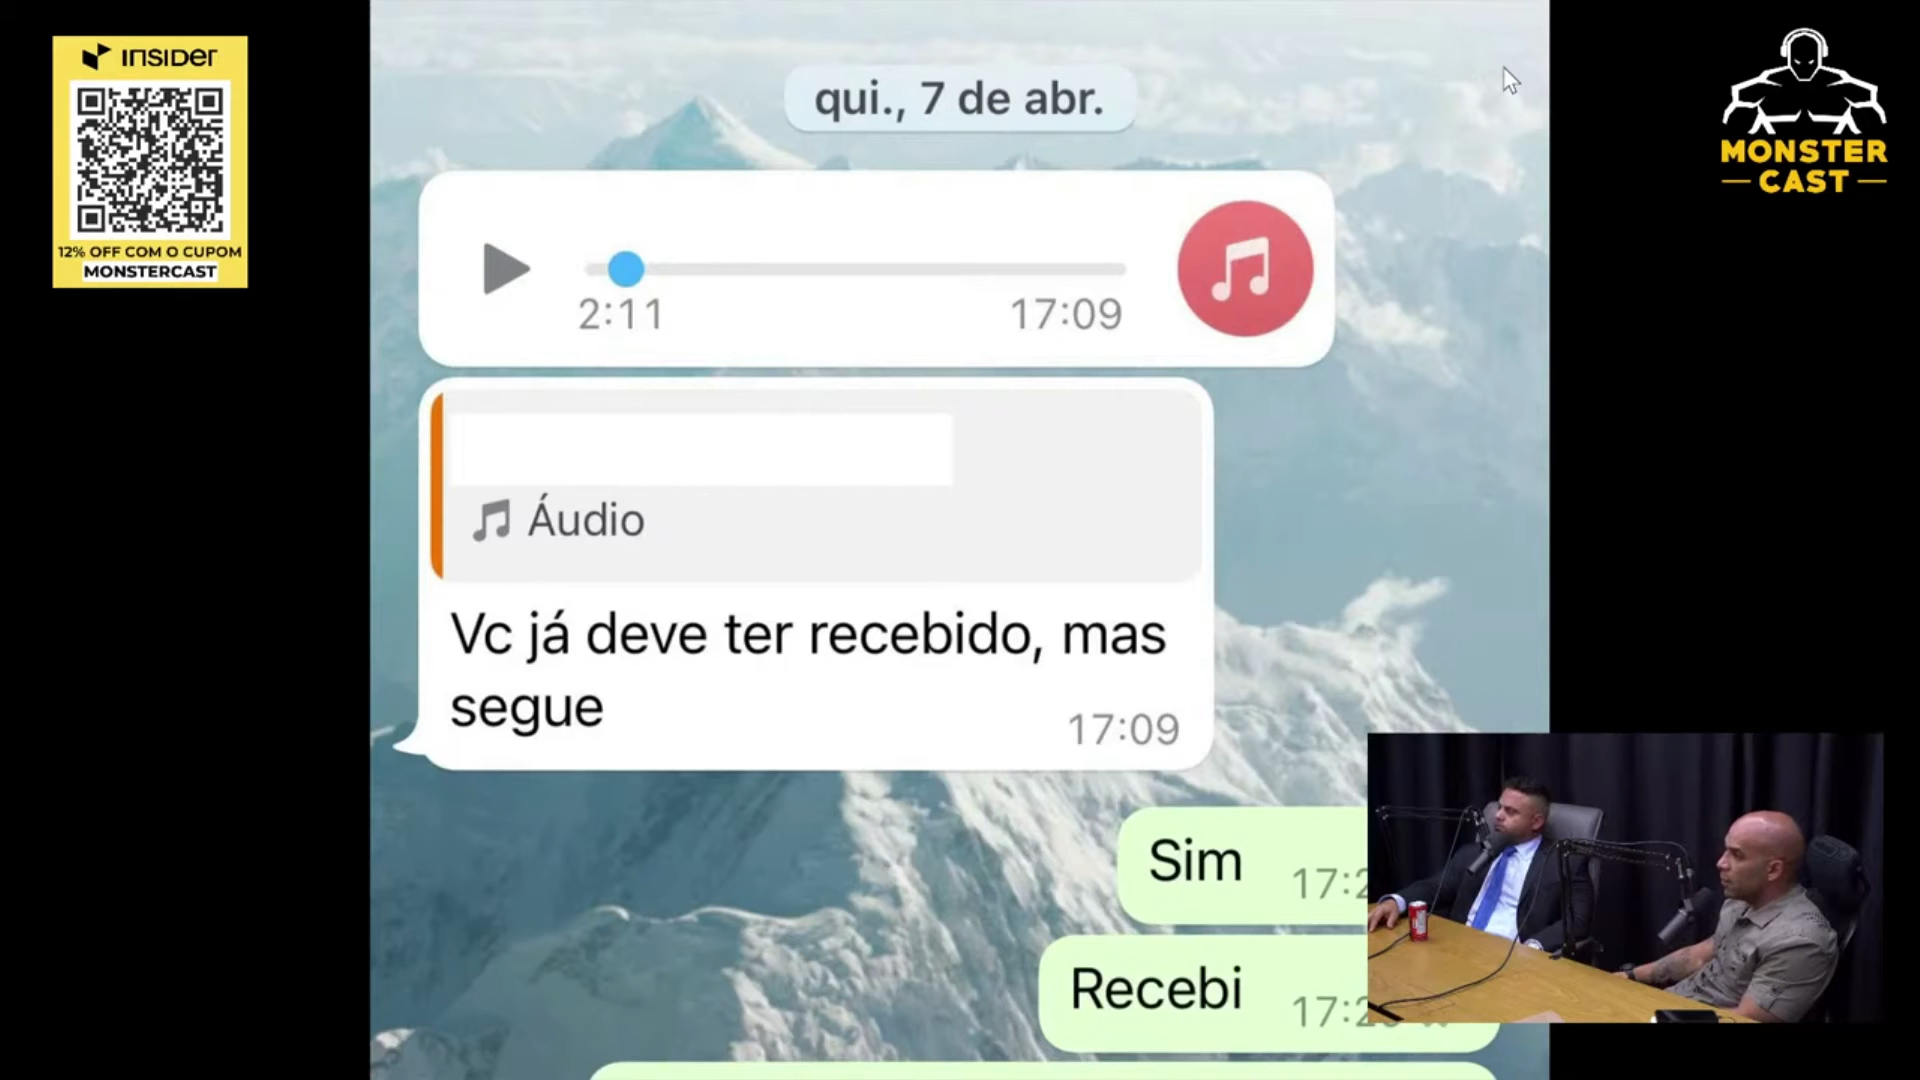 INSIDER
12% OFF COM O CUPOM
MONSTERCAST
qui., 7 de abr.
2:11
17:09
Áudio
Vc já deve ter recebido, mas
segue
17:09
Sim
Recebi
MONSTER
CAST